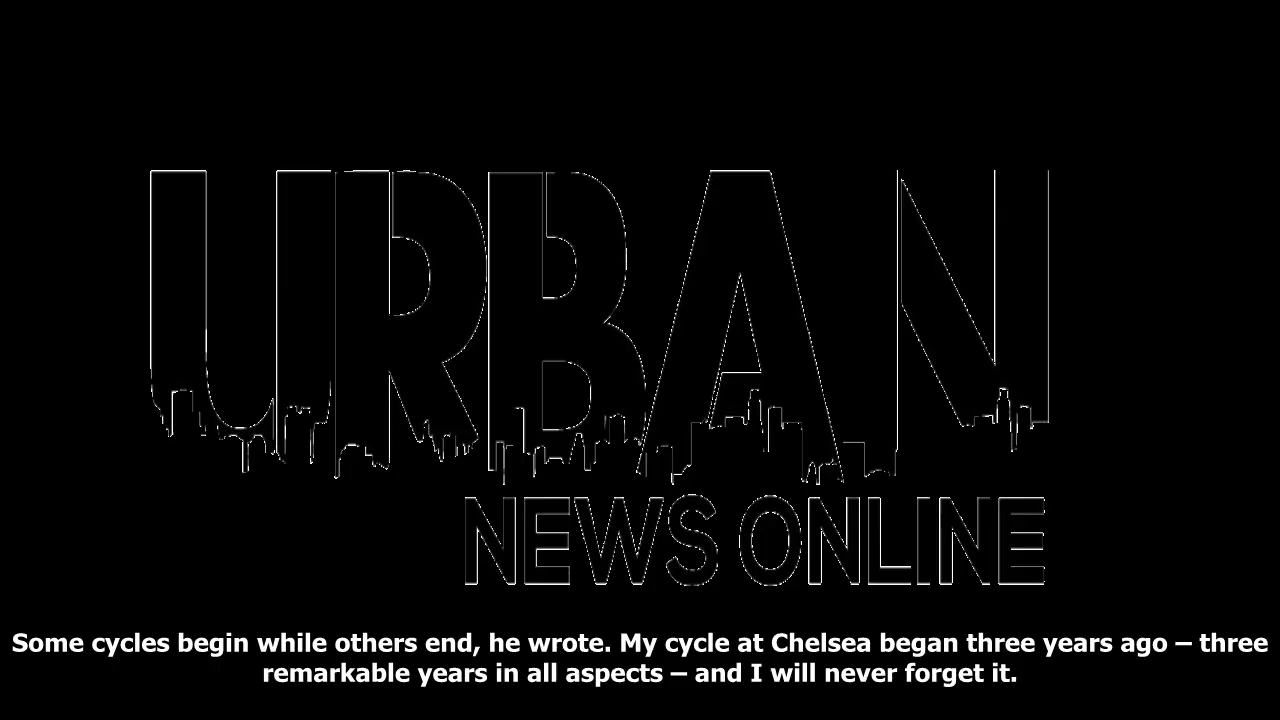 URBAN
NEWS ONLINE
Some cycles begin while others end, he wrote. My cycle at Chelsea began three years ago – three
remarkable years in all aspects – and I will never forget it.